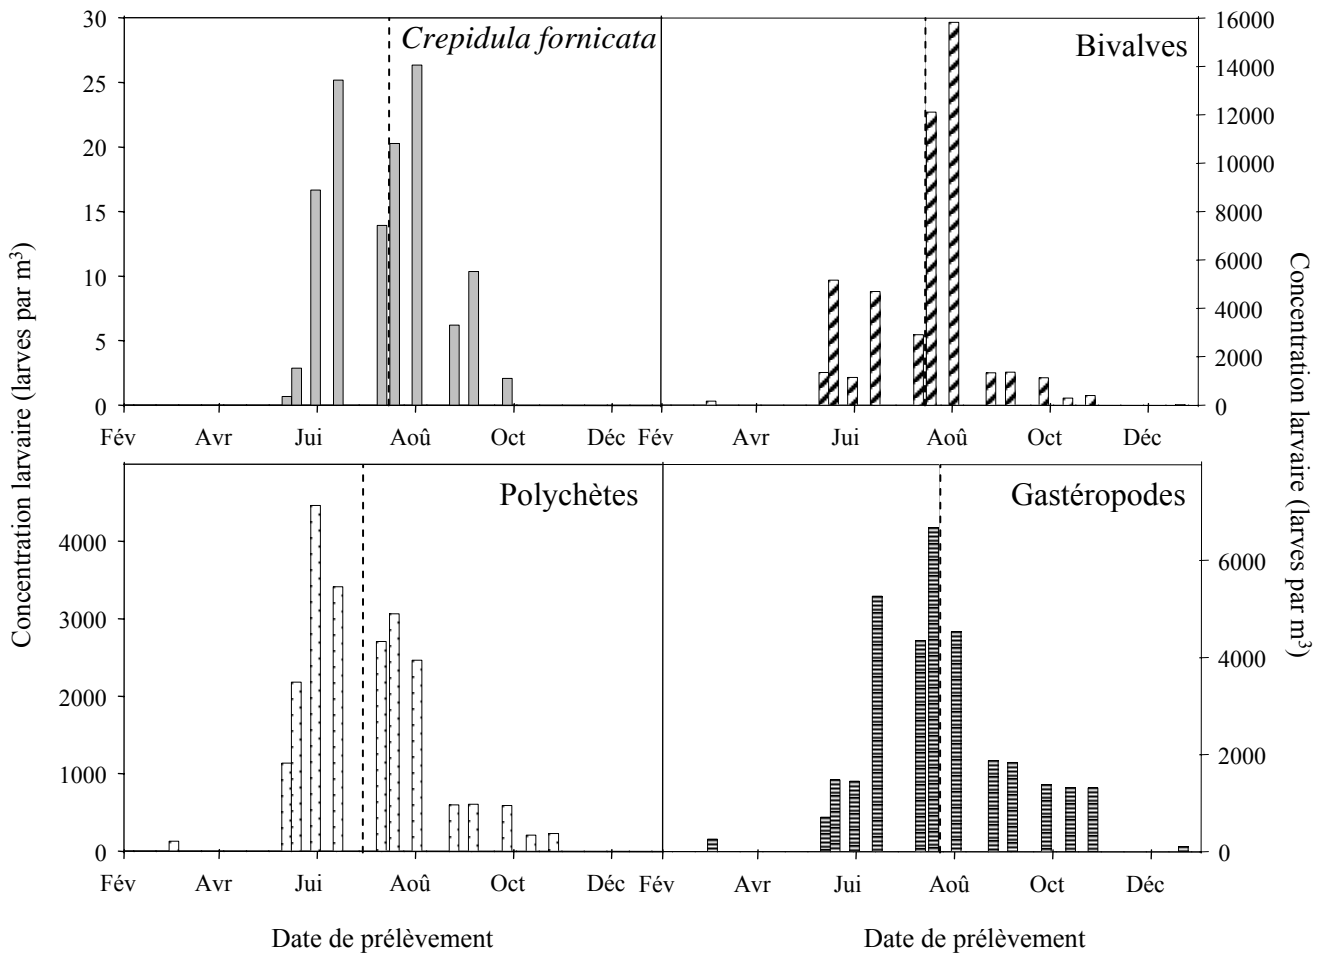 Crepidula fornicata
Bivalves
30
25
20
15
10
5
0
16000
14000
12000
10000
8000
6000
4000
2000
0
Fév Avr Jui Aoû Oct Déc Fév Avr Jui Aoû Oct Déc
Polychètes
Gastéropodes
4000
3000
2000
1000
0
6000
4000
2000
0
Fév Avr Jui Aoû Oct Déc Fév Avr Jui Aoû Oct Déc
Concentration larvaire (larves par m³)
Concentration larvaire (larves par m³)
Date de prélèvement
Date de prélèvement